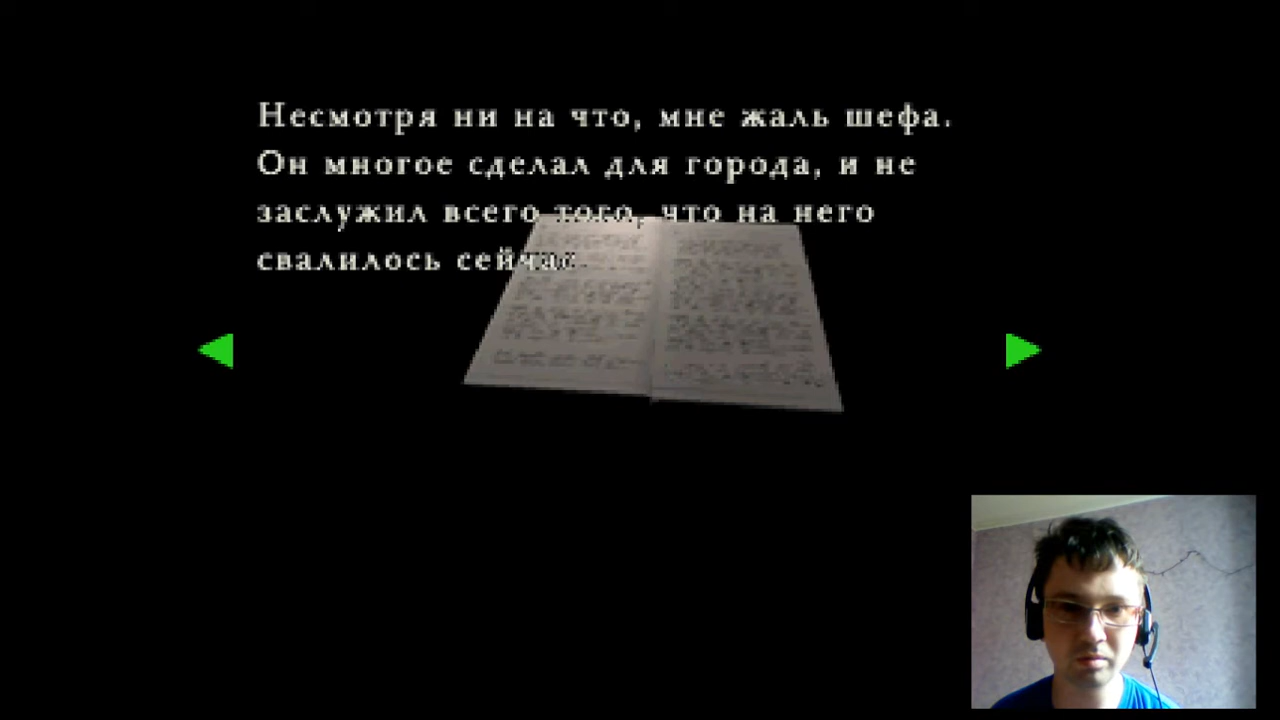 Несмотря ни на что, мне жаль шефа.
Он многое сделал для города, и не
заслужил всего того, что на него
свалилось сейчас.